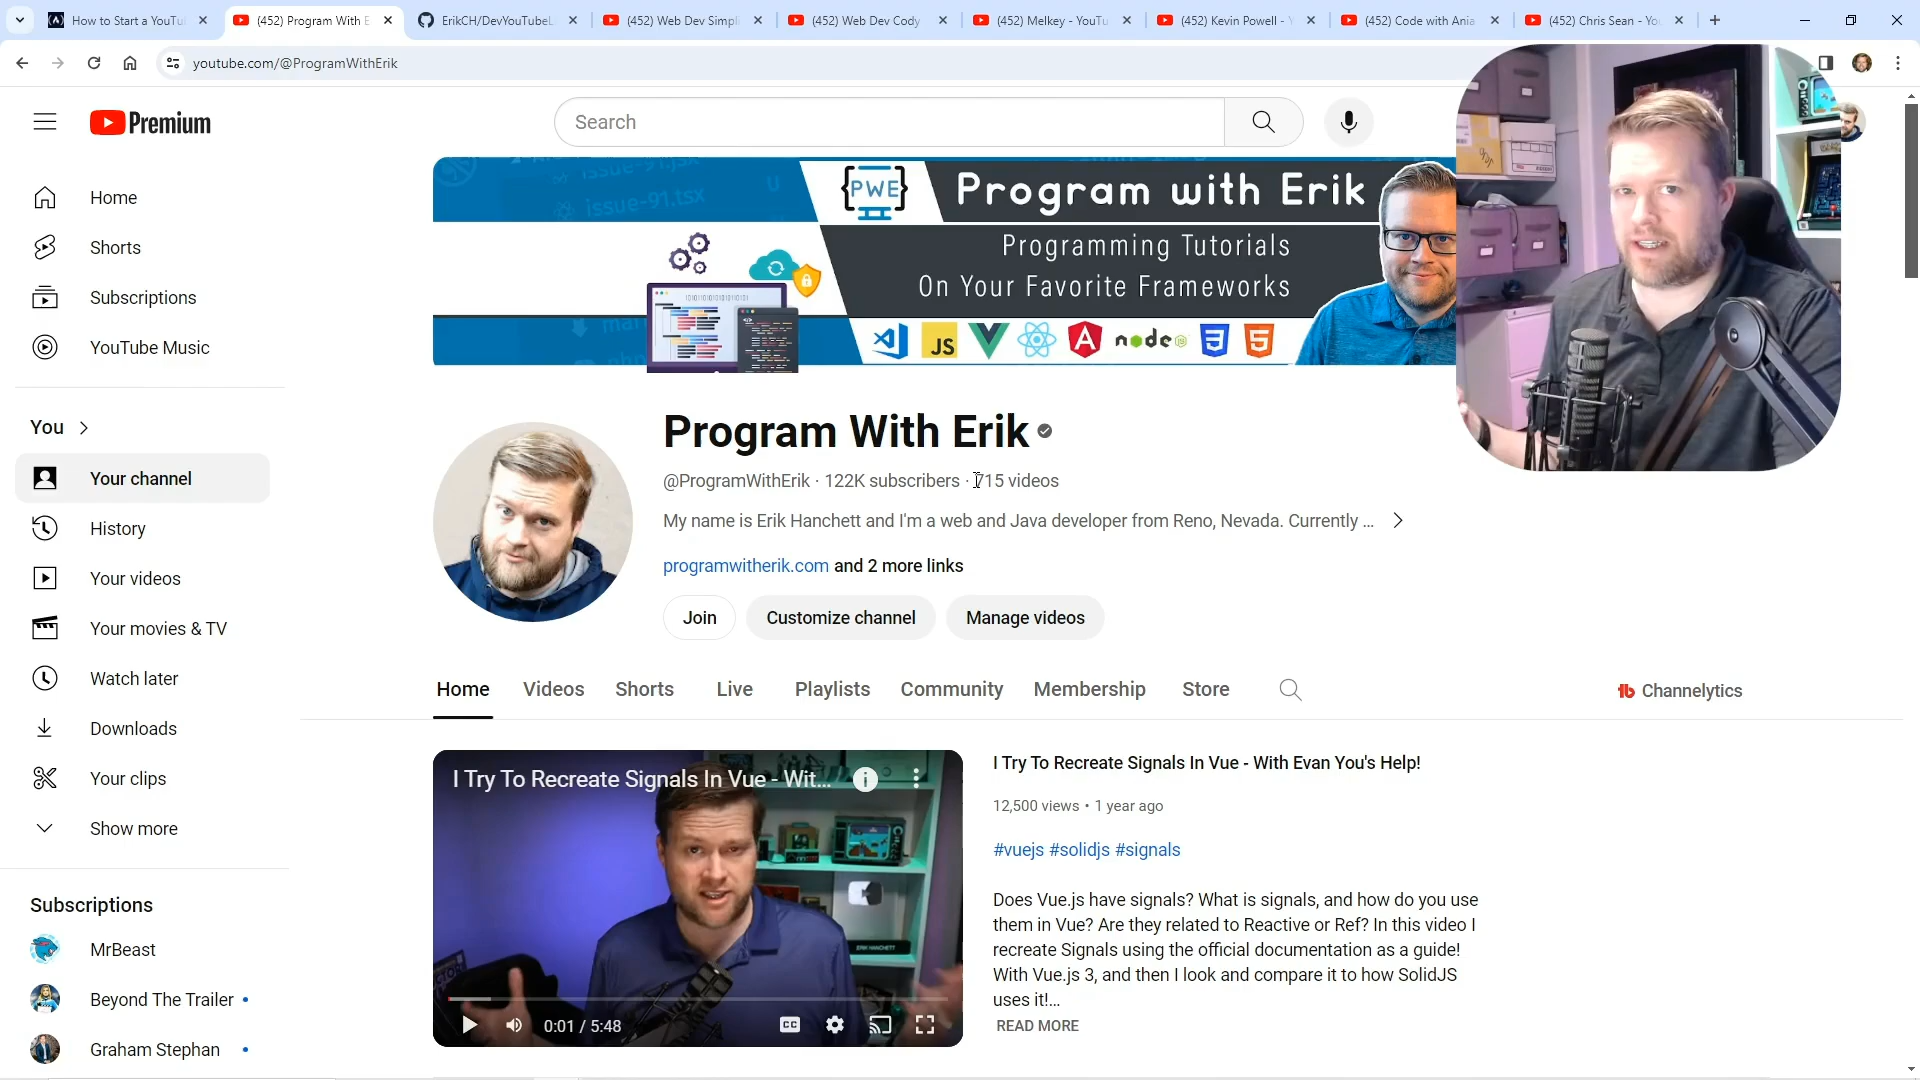 How to Start a YouTu
(452) Program With E
ErikCH/DevYouTubeL
(452) Web Dev Simpli
(452) Web Dev Cody
(452) Melkey - YouTu
(452) Kevin Powell - Y
(452) Code with Ania
(452) Chris Sean - Yo
youtube.com/@ProgramWithErik
Premium
Search
Home
Shorts
Subscriptions
YouTube Music
You
Your channel
History
Your videos
Your movies & TV
Watch later
Downloads
Your clips
Show more
Subscriptions
MrBeast
Beyond The Trailer
Graham Stephan
issue-91.tsx
PWE
Program with Erik
Programming Tutorials
On Your Favorite Frameworks
JS
node
Program With Erik
@ProgramWithErik · 122K subscribers · 715 videos
My name is Erik Hanchett and I'm a web and Java developer from Reno, Nevada. Currently ...
programwitherik.com and 2 more links
Join
Customize channel
Manage videos
Home
Videos
Shorts
Live
Playlists
Community
Membership
Store
Channelytics
I Try To Recreate Signals In Vue - Wit...
ERIK HANCHETT
0:01 / 5:48
CC
I Try To Recreate Signals In Vue - With Evan You's Help!
12,500 views • 1 year ago
#vuejs #solidjs #signals
Does Vue.js have signals? What is signals, and how do you use
them in Vue? Are they related to Reactive or Ref? In this video I
recreate Signals using the official documentation as a guide!
With Vue.js 3, and then I look and compare it to how SolidJS
uses it!...
READ MORE